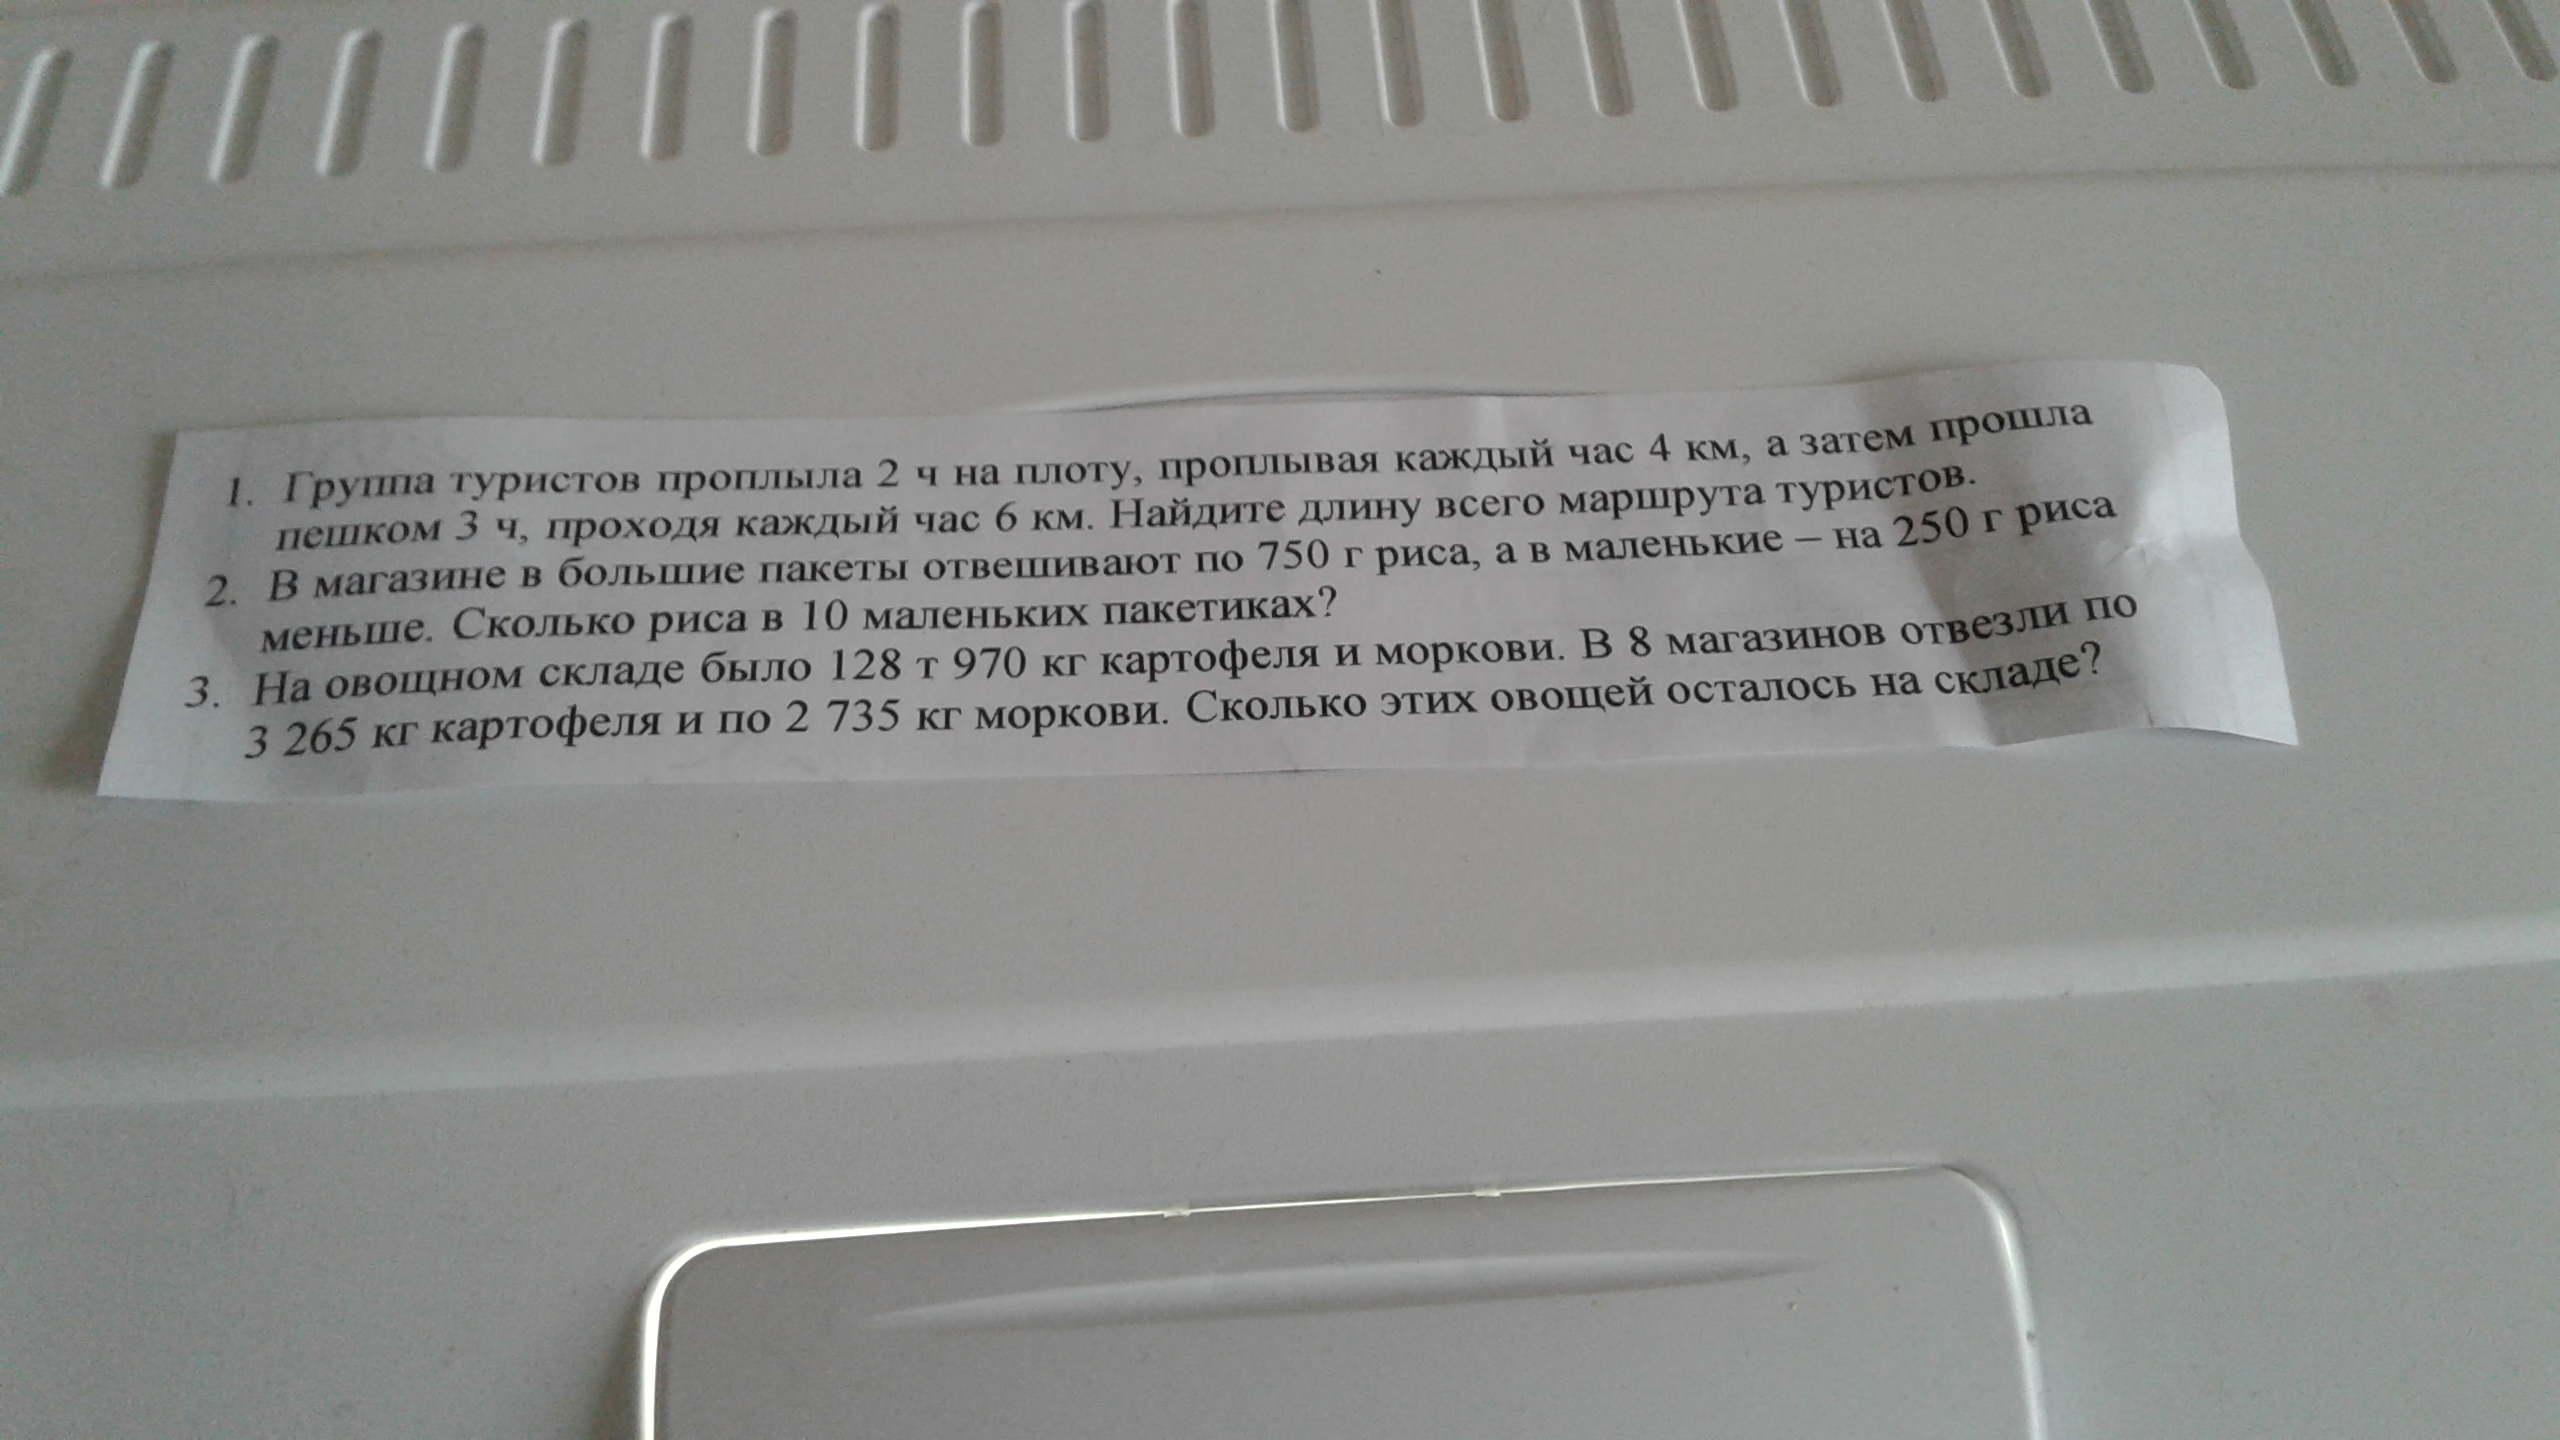 1. Группа туристов проплыла 2 ч на плоту, проплывая каждый час 4 км, а затем прошла
пешком 3 ч, проходя каждый час 6 км. Найдите длину всего маршрута туристов.
2. В магазине в большие пакеты отвешивают по 750 г риса, а в маленькие – на 250 г риса
меньше. Сколько риса в 10 маленьких пакетиках?
3. На овощном складе было 128 т 970 кг картофеля и моркови. В 8 магазинов отвезли по
3 265 кг картофеля и по 2 735 кг моркови. Сколько этих овощей осталось на складе?